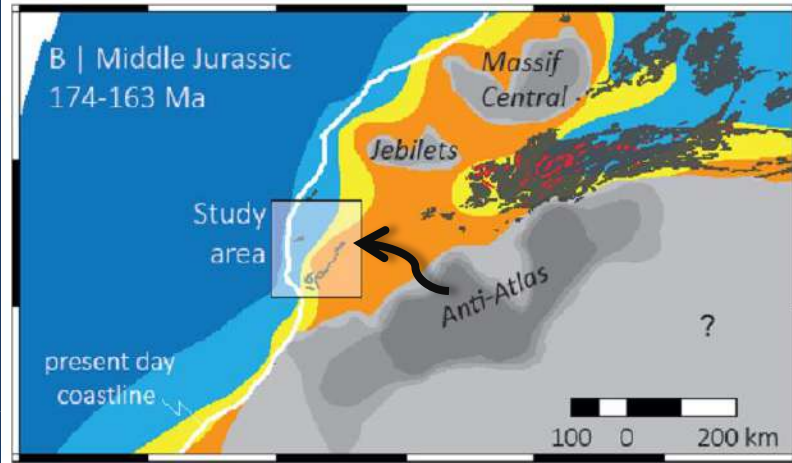 B | Middle Jurassic
174-163 Ma
Massif
Central
Jebilets
Study
area
Anti-Atlas
?
present day
coastline
100 0 200 km